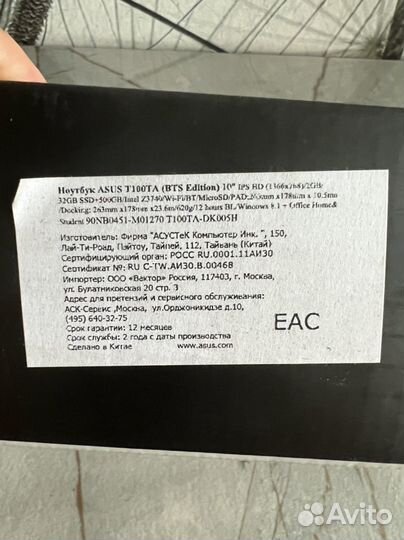 Ноутбук ASUS T100TA (BTS Edition) 10" IPS HD (1366x768)/2GB/
32GB SSD+500GB/Intel Z3740/Wi-Fi/BT/MicroSD/PAD:263mm x178mm x 10.5mm
/Docking: 263mm x178mm x23.6m/620g/12 hours BL/Windows 8.1 + Office Home&
Student 90NB0451-M01270 T100TA-DK005H
Изготовитель: Фирма "АСУСТеК Компьютер Инк. ", 150,
Лай-Ти-Роад, Пэйтоу, Тайпей, 112, Тайвань (Китай)
Сертифицирующий орган: РОСС RU.0001.11АИ30
Сертификат №: RU C-TW.АИ30.В.00468
Импортер: ООО «Вектор» Россия, 117403, г. Москва,
ул. Булатниковская 20 стр. 3
Адрес для претензий и сервисного обслуживания:
АСК-Сервис ,Москва, ул.Орджоникидзе д.10,
(495) 640-32-75
Срок гарантии: 12 месяцев
Срок службы: 2 года с даты производства
Сделано в Китае www.asus.com
EAC
Avito